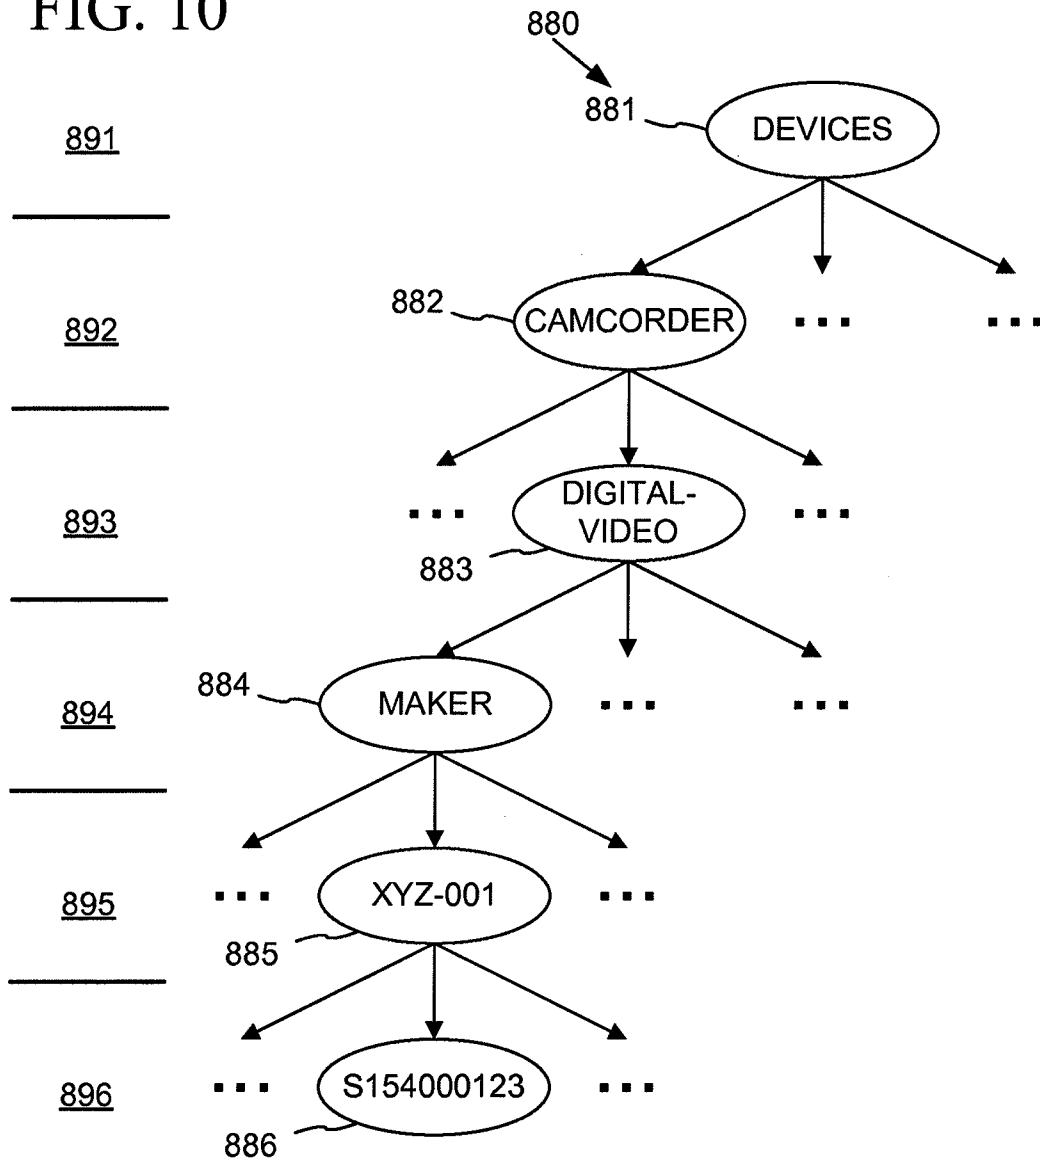 FIG. 10
880
881
DEVICES
891
882
CAMCORDER
... ...
892
... DIGITAL-
VIDEO ...
893
883
884
MAKER
... ...
894
... XYZ-001 ...
895
885
... S154000123 ...
896
886